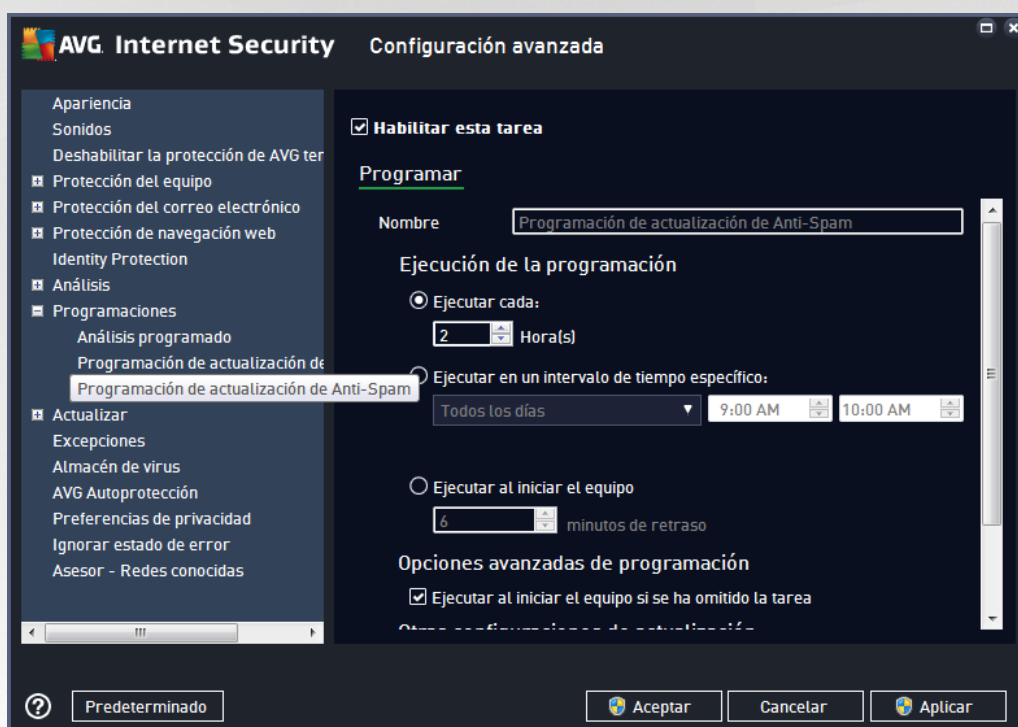 AVG. Internet Security Configuración avanzada
Apariencia
Sonidos
Deshabilitar la protección de AVG ter
Protección del equipo
Protección del correo electrónico
Protección de navegación web
Identity Protection
Análisis
Programaciones
Análisis programado
Programación de actualización de
Programación de actualización de Anti-Spam
Actualizar
Excepciones
Almacén de virus
AVG Autoprotección
Preferencias de privacidad
Ignorar estado de error
Asesor - Redes conocidas
Habilitar esta tarea
Programar
Nombre Programación de actualización de Anti-Spam
Ejecución de la programación
Ejecutar cada:
2 Hora(s)
Ejecutar en un intervalo de tiempo específico:
Todos los días 9:00 AM 10:00 AM
Ejecutar al iniciar el equipo
6 minutos de retraso
Opciones avanzadas de programación
Ejecutar al iniciar el equipo si se ha omitido la tarea
Otras configuraciones de actualización
? Predeterminado Aceptar Cancelar Aplicar